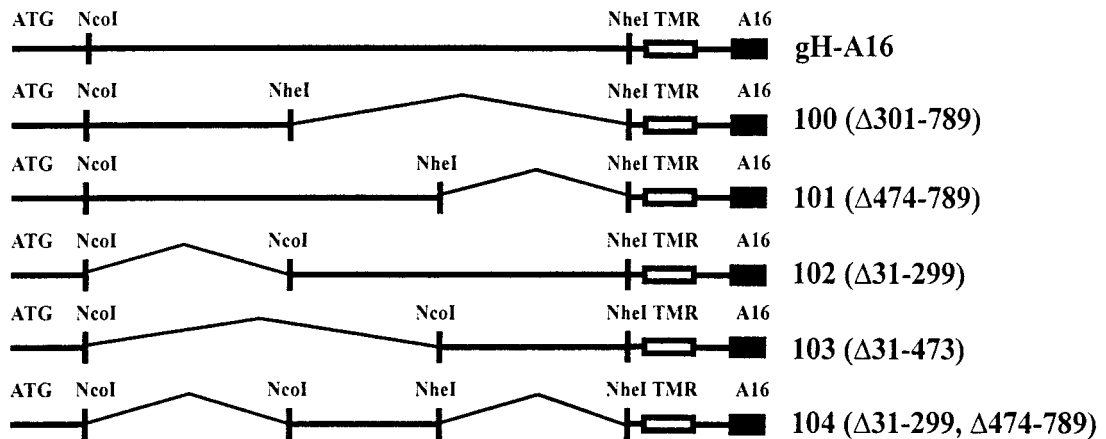 ATG NcoI NheI TMR A16
gH-A16
ATG NcoI NheI NheI TMR A16
100 (Δ301-789)
ATG NcoI NheI NheI TMR A16
101 (Δ474-789)
ATG NcoI NcoI NheI TMR A16
102 (Δ31-299)
ATG NcoI NcoI NheI TMR A16
103 (Δ31-473)
ATG NcoI NcoI NheI NheI TMR A16
104 (Δ31-299, Δ474-789)